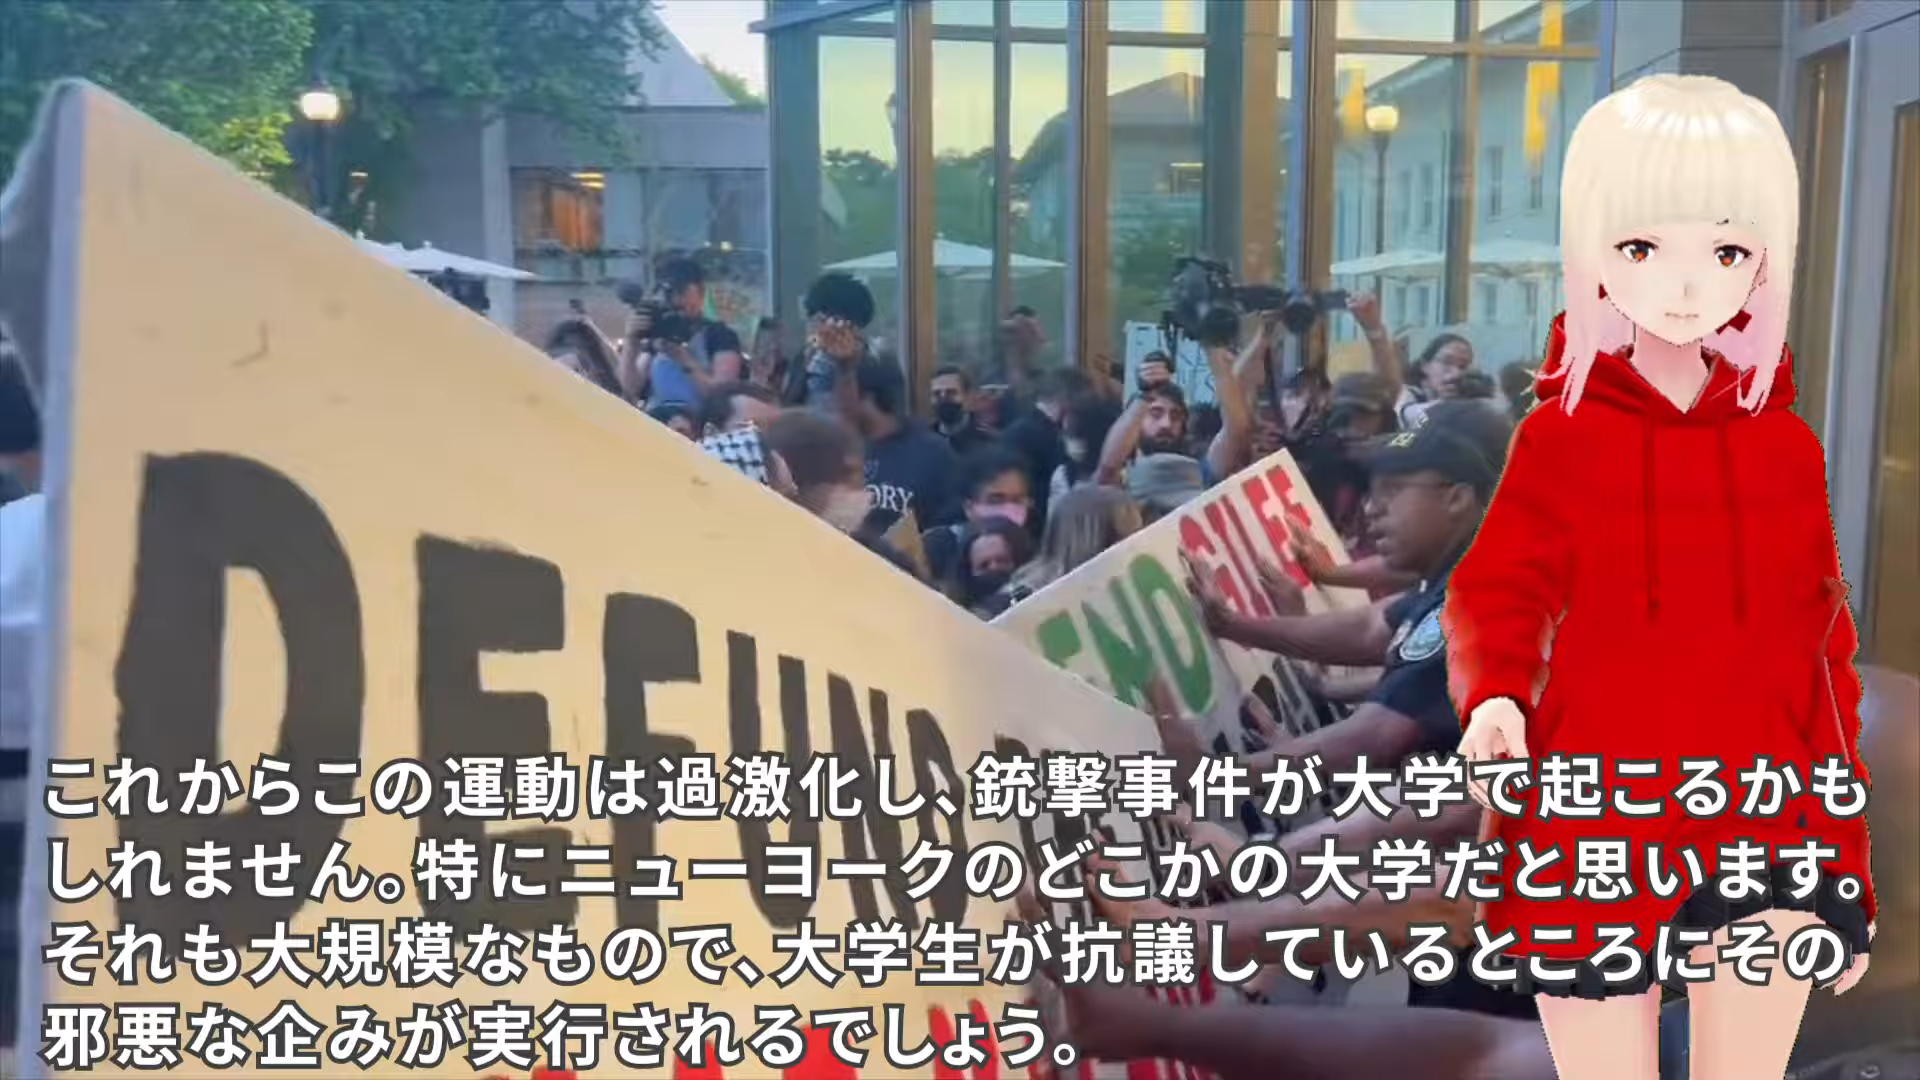 DEFUND
ORY
END
これからこの運動は過激化し、銃撃事件が大学で起こるかも
しれません。特にニューヨークのどこかの大学だと思います。
それも大規模なもので、大学生が抗議しているところにその
邪悪な企みが実行されるでしょう。